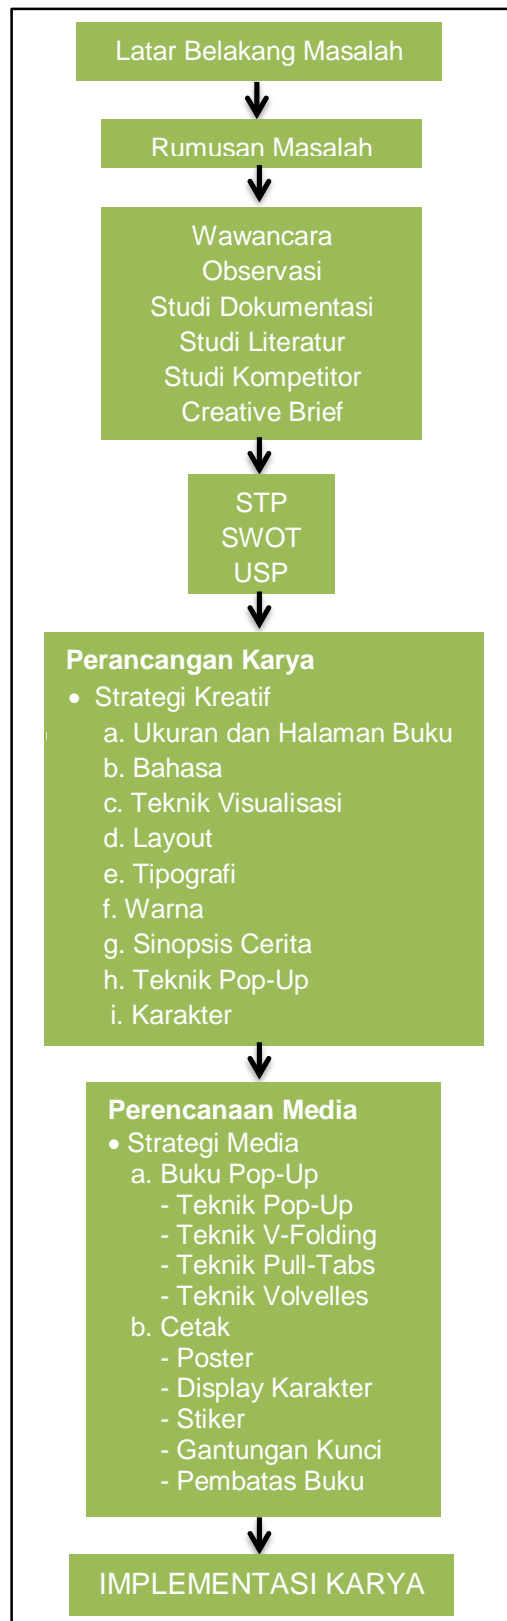 Latar Belakang Masalah
Rumusan Masalah
Wawancara
Observasi
Studi Dokumentasi
Studi Literatur
Studi Kompetitor
Creative Brief
STP
SWOT
USP
Perancangan Karya
• Strategi Kreatif
a. Ukuran dan Halaman Buku
b. Bahasa
c. Teknik Visualisasi
d. Layout
e. Tipografi
f. Warna
g. Sinopsis Cerita
h. Teknik Pop-Up
i. Karakter
Perencanaan Media
• Strategi Media
a. Buku Pop-Up
- Teknik Pop-Up
- Teknik V-Folding
- Teknik Pull-Tabs
- Teknik Volvelles
b. Cetak
- Poster
- Display Karakter
- Stiker
- Gantungan Kunci
- Pembatas Buku
IMPLEMENTASI KARYA